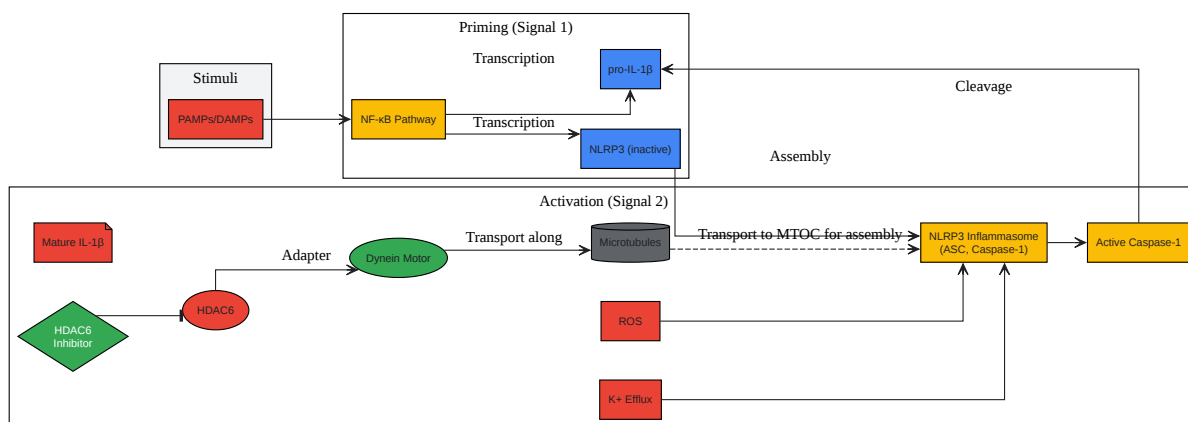 Priming (Signal 1)
Transcription
pro-IL-1β
Stimuli
Cleavage
PAMPs/DAMPs
NF-κB Pathway
Transcription
NLRP3 (inactive)
Assembly
Activation (Signal 2)
Mature IL-1β
Adapter
Dynein Motor
Transport along
Microtubules
Transport to MTOC for assembly
NLRP3 Inflammasome
(ASC, Caspase-1)
Active Caspase-1
HDAC6
HDAC6
Inhibitor
ROS
K+ Efflux